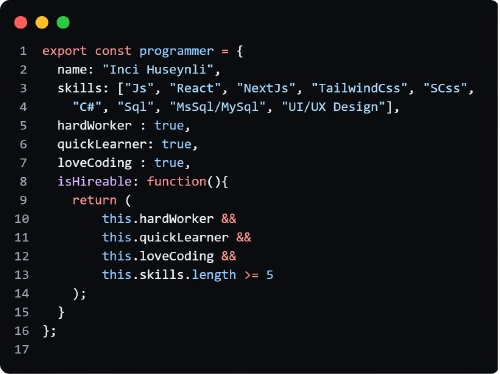 1 export const programmer = {
2   name: "Inci Huseynli",
3   skills: ["Js", "React", "NextJs", "TailwindCss", "SCss",
4     "C#", "Sql", "MsSql/MySql", "UI/UX Design"],
5   hardWorker : true,
6   quickLearner: true,
7   loveCoding : true,
8   isHireable: function(){
9     return (
10         this.hardWorker &&
11         this.quickLearner &&
12         this.loveCoding &&
13         this.skills.length >= 5
14     );
15   }
16 };
17